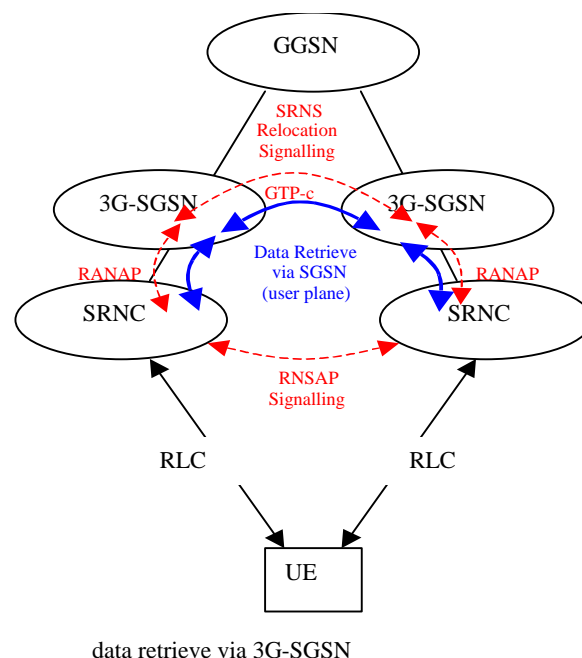 GGSN
SRNS
Relocation
Signalling
3G-SGSN
GTP-c
3G-SGSN
RANAP
Data Retrieve
via SGSN
(user plane)
RANAP
SRNC
SRNC
RNSAP
Signalling
RLC
RLC
UE
data retrieve via 3G-SGSN